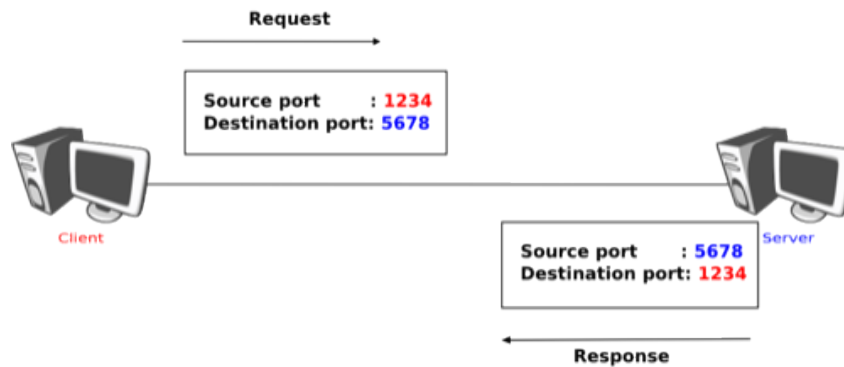 Request
Source port : 1234
Destination port: 5678
Client
Source port : 5678
Destination port: 1234
Server
Response